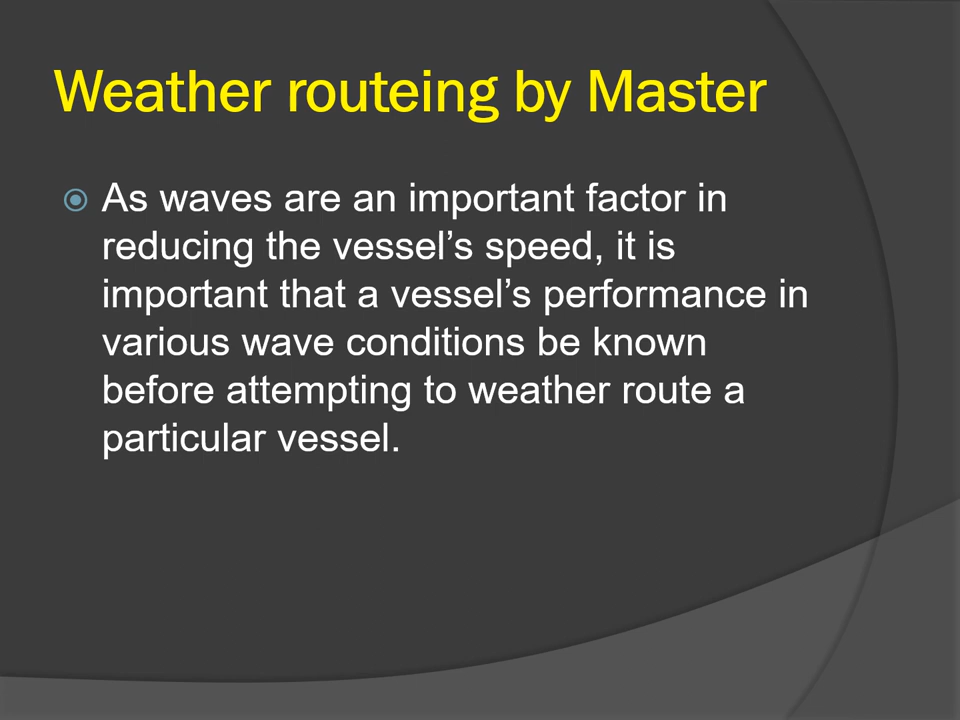 Weather routeing by Master
As waves are an important factor in
reducing the vessel’s speed, it is
important that a vessel’s performance in
various wave conditions be known
before attempting to weather route a
particular vessel.